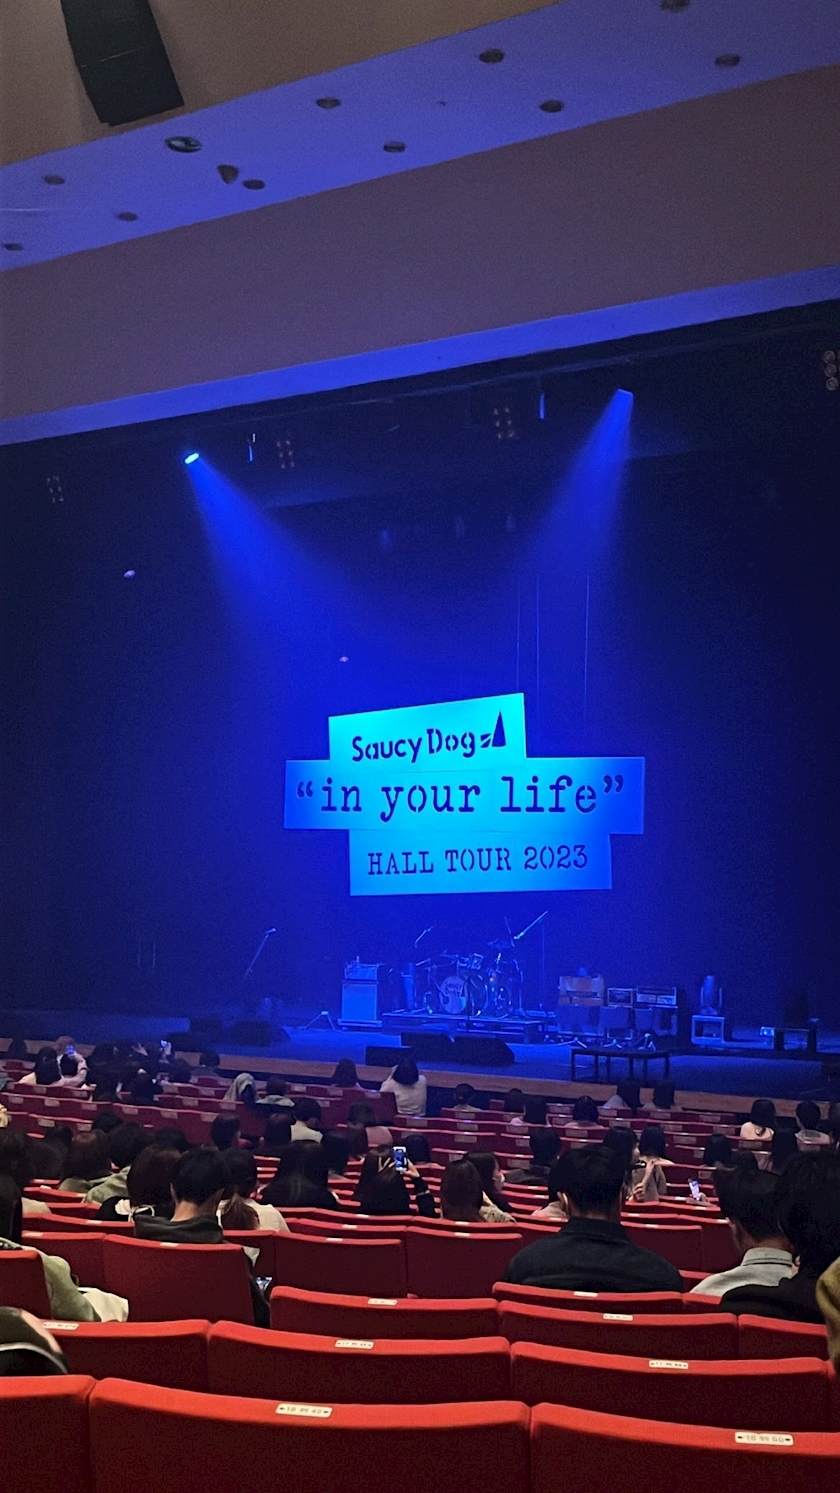 Saucy Dog
“in your life”
HALL TOUR 2023